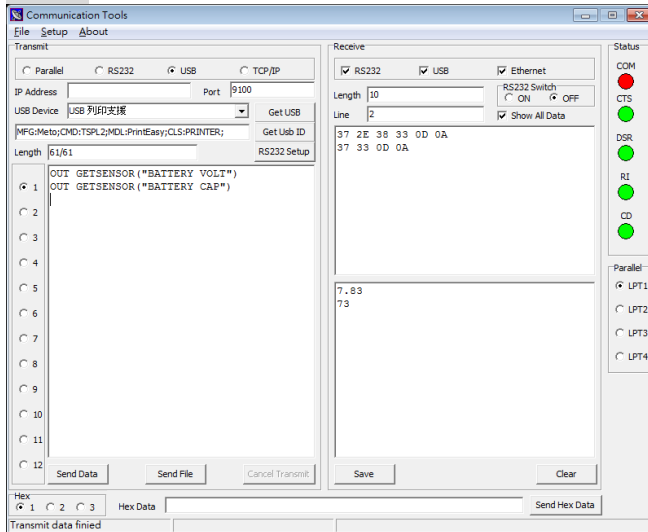 Communication Tools
File Setup About
Transmit
Parallel RS232 USB TCP/IP
IP Address Port 9100
USB Device USB 列印支援 Get USB
MFG:Meto;CMD:TSPL2;MDL:PrintEasy;CLS:PRINTER; Get Usb ID
Length 61/61 RS232 Setup
1
2
3
4
5
6
7
8
9
10
11
12
OUT GETSENSOR("BATTERY VOLT")
OUT GETSENSOR("BATTERY CAP")
Send Data Send File Cancel Transmit
Receive
RS232 USB Ethernet
Length 10 RS232 Switch
ON OFF
Line 2 Show All Data
37 2E 38 33 0D 0A
37 33 0D 0A
7.83
73
Save Clear
Status
COM
CTS
DSR
RI
CD
Parallel
LPT1
LPT2
LPT3
LPT4
Hex
1 2 3 Hex Data Send Hex Data
Transmit data finied